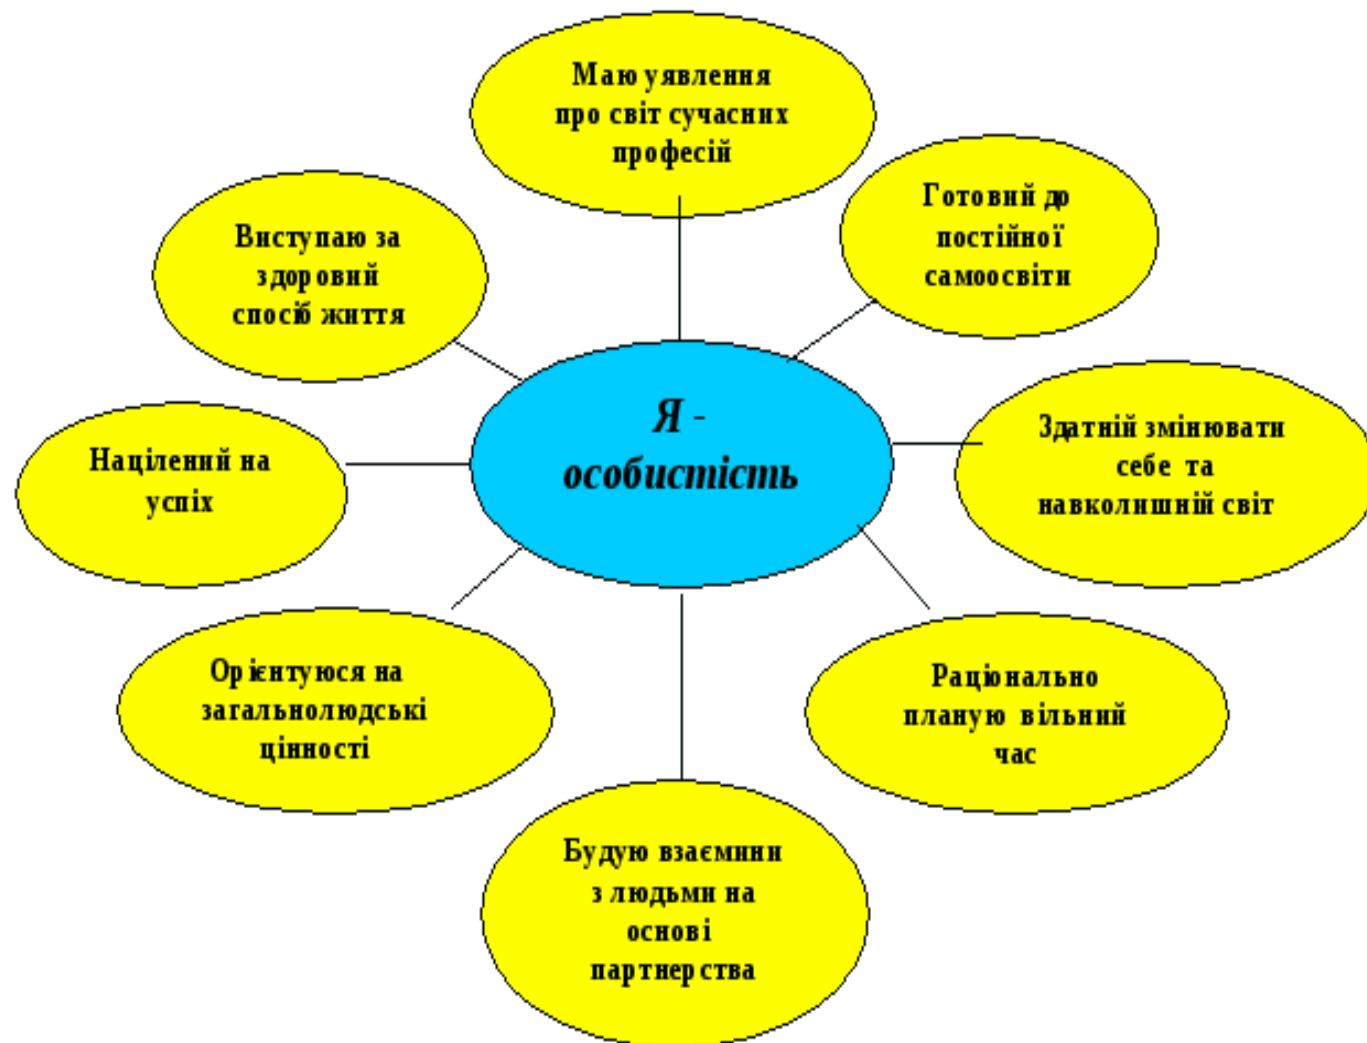 Маю уявлення
про світ сучасних
професій
Готовий до
постійної
самоосвіти
Виступаю за
здоровий
спосіб життя
Я -
особистість
Здатній змінювати
себе та
навколишній світ
Націлений на
успіх
Орієнтуюся на
загальнолюдські
цінності
Раціонально
планую вільний
час
Будую взаємини
з людьми на
основі
партнерства